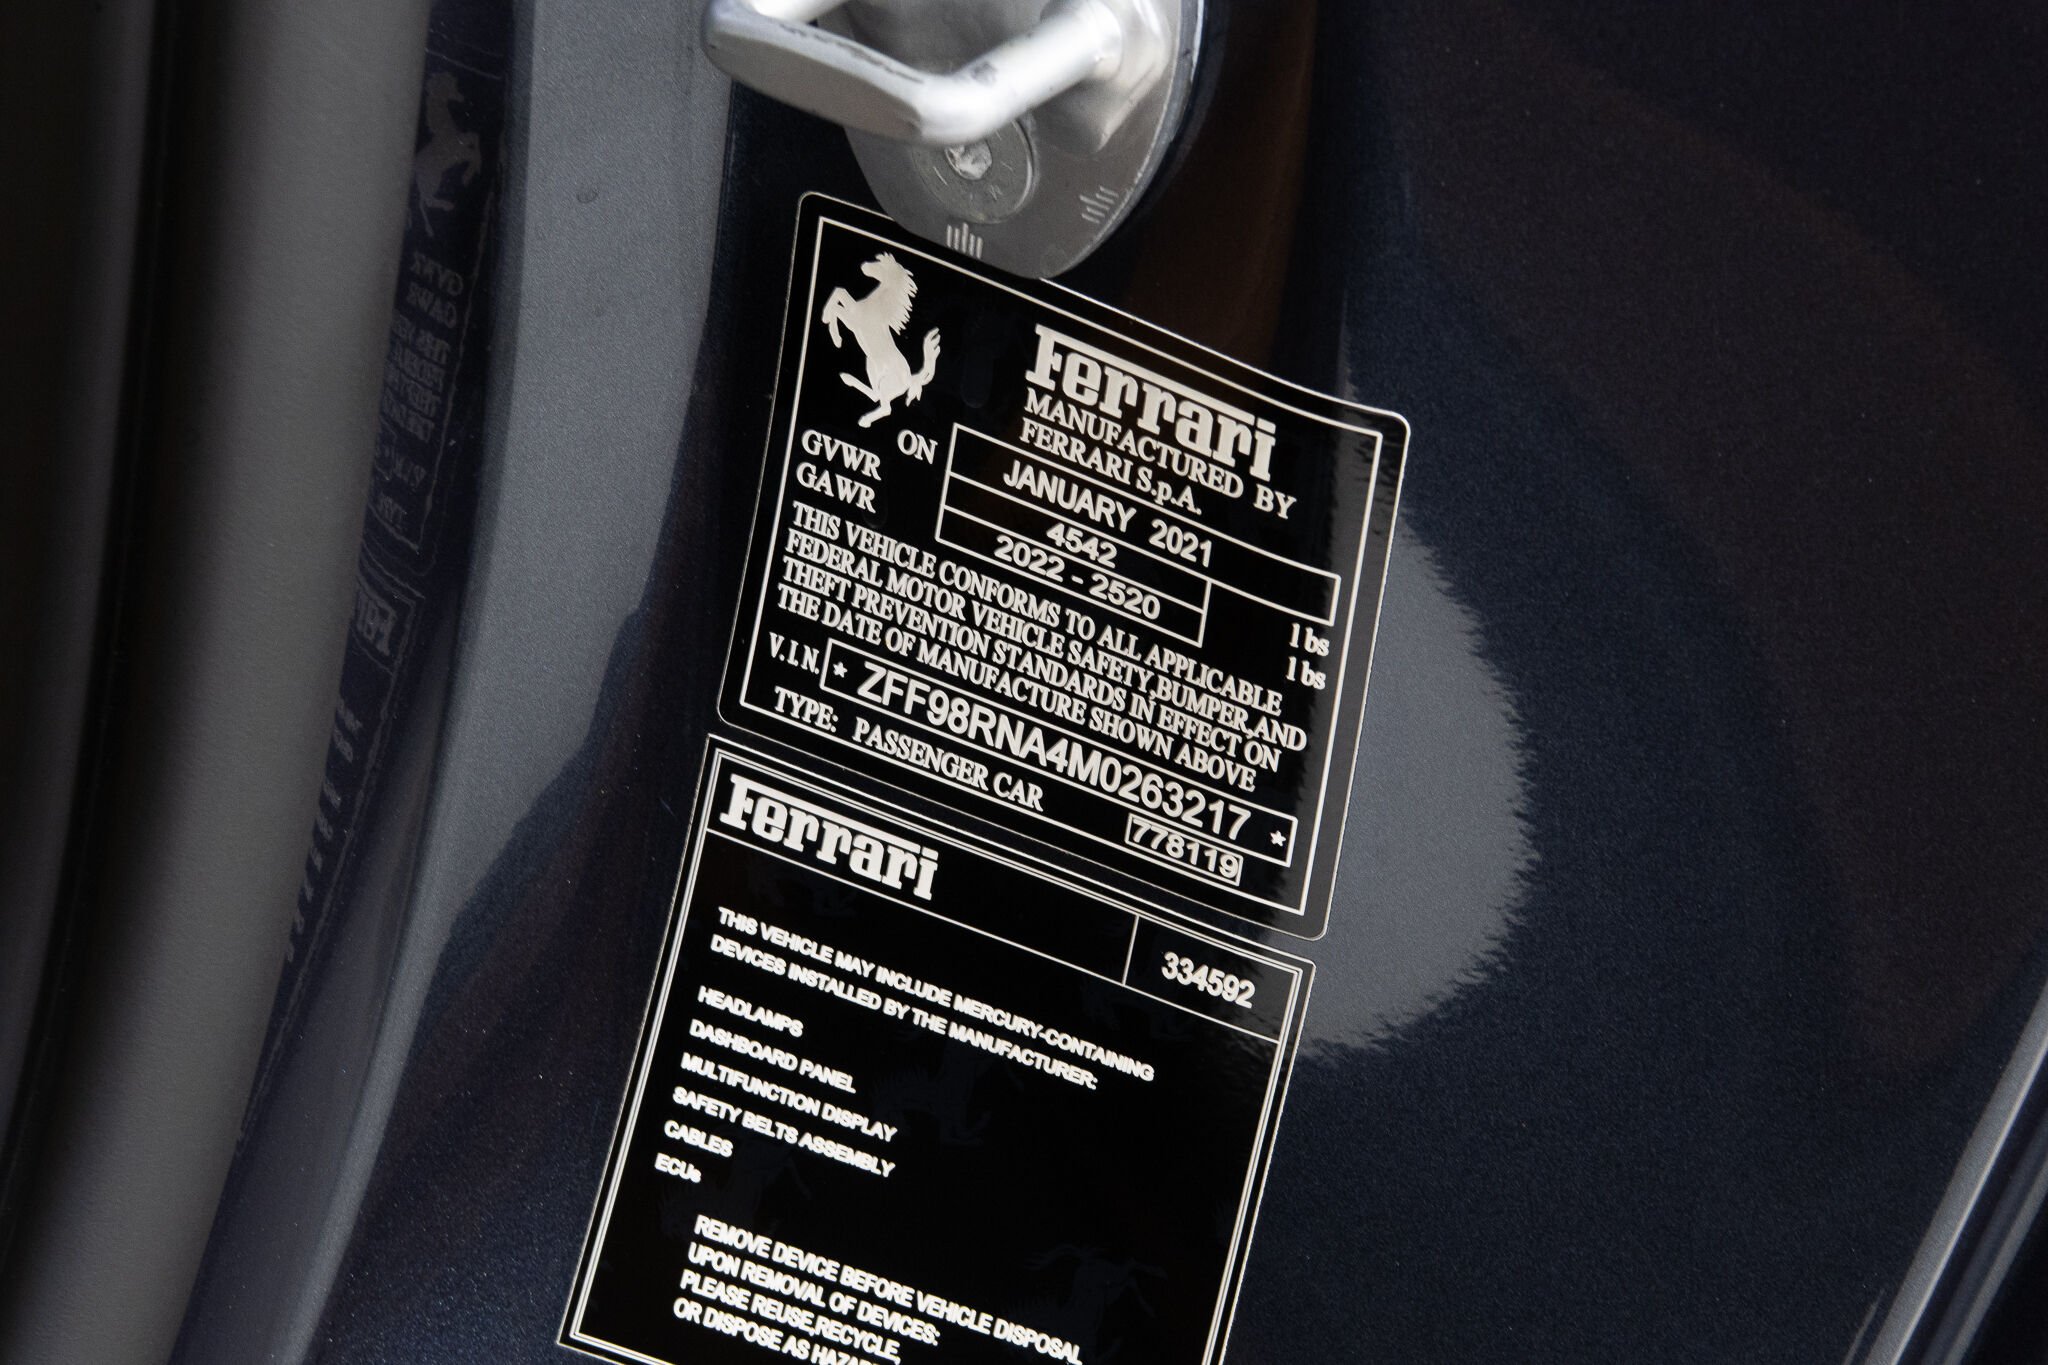 Ferrari
MANUFACTURED BY
FERRARI S.p.A.
ON JANUARY 2021
GVWR 4542 lbs
GAWR 2022 - 2520 lbs
THIS VEHICLE CONFORMS TO ALL APPLICABLE
FEDERAL MOTOR VEHICLE SAFETY,BUMPER,AND
THEFT PREVENTION STANDARDS IN EFFECT ON
THE DATE OF MANUFACTURE SHOWN ABOVE
V.I.N. * ZFF98RNA4M0263217 *
TYPE: PASSENGER CAR
778119
Ferrari
334592
THIS VEHICLE MAY INCLUDE MERCURY-CONTAINING
DEVICES INSTALLED BY THE MANUFACTURER:
HEADLAMPS
DASHBOARD PANEL
MULTIFUNCTION DISPLAY
SAFETY BELTS ASSEMBLY
CABLES
ECUs
REMOVE DEVICE BEFORE VEHICLE DISPOSAL
UPON REMOVAL OF DEVICES:
PLEASE REUSE,RECYCLE,
OR DISPOSE AS